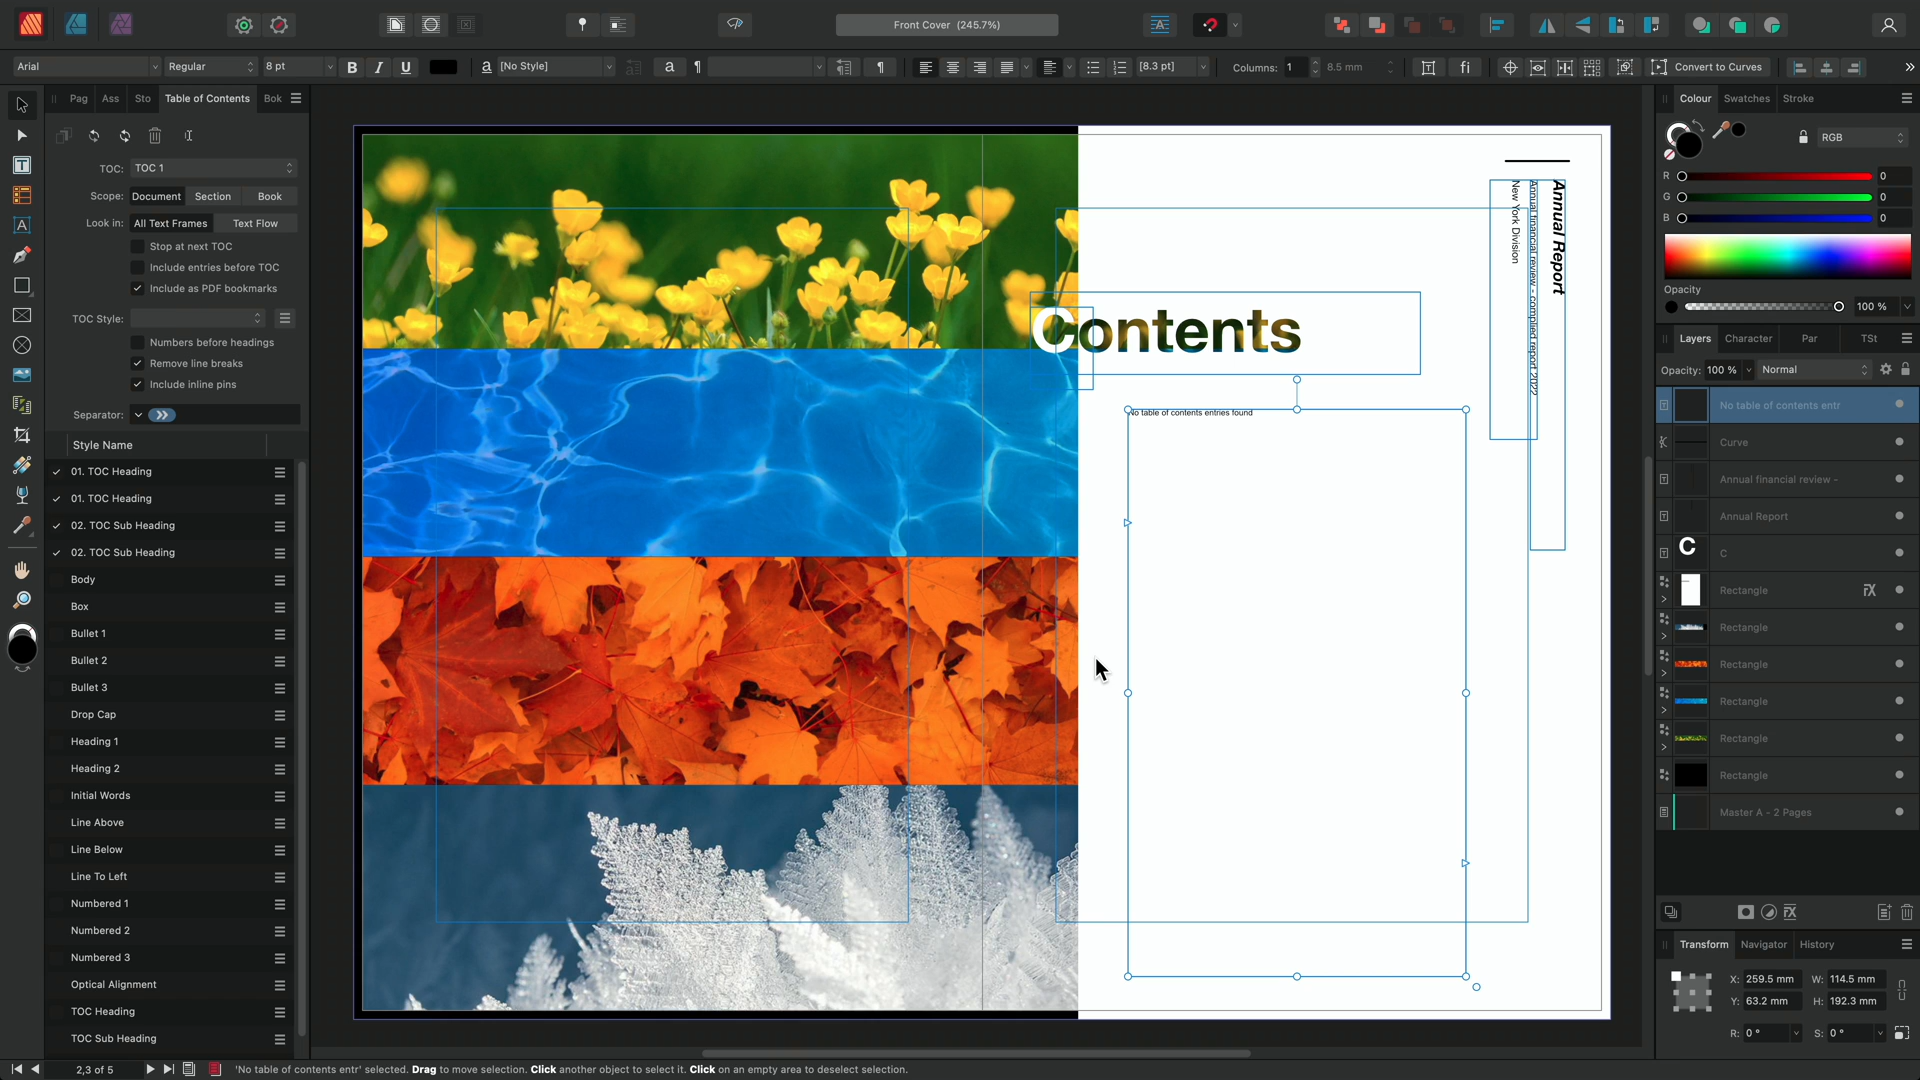 Front Cover (245.7%)
Arial
Regular
8 pt
B
I
U
a
[No Style]
a
[8.3 pt]
Columns: 1
8.5 mm
fi
Convert to Curves
Pag
Ass
Sto
Table of Contents
Bok
TOC: TOC 1
Scope: Document Section Book
Look in: All Text Frames Text Flow
Stop at next TOC
Include entries before TOC
Include as PDF bookmarks
TOC Style:
Numbers before headings
Remove line breaks
Include inline pins
Separator:
Style Name
01. TOC Heading
01. TOC Heading
02. TOC Sub Heading
02. TOC Sub Heading
Body
Box
Bullet 1
Bullet 2
Bullet 3
Drop Cap
Heading 1
Heading 2
Initial Words
Line Above
Line Below
Line To Left
Numbered 1
Numbered 2
Numbered 3
Optical Alignment
TOC Heading
TOC Sub Heading
Annual Report
Annual financial review - complied report 2022
New York Division
Contents
No table of contents entries found
Colour Swatches Stroke
RGB
R 0
G 0
B 0
Opacity
100 %
Layers Character Par TSt
Opacity: 100 % Normal
No table of contents entr
Curve
Annual financial review -
Annual Report
C C
Rectangle
Rectangle
Rectangle
Rectangle
Rectangle
Rectangle
Master A - 2 Pages
Transform Navigator History
X: 259.5 mm W: 114.5 mm
Y: 63.2 mm H: 192.3 mm
R: 0 ° S: 0 °
2,3 of 5
'No table of contents entr' selected. Drag to move selection. Click another object to select it. Click on an empty area to deselect selection.